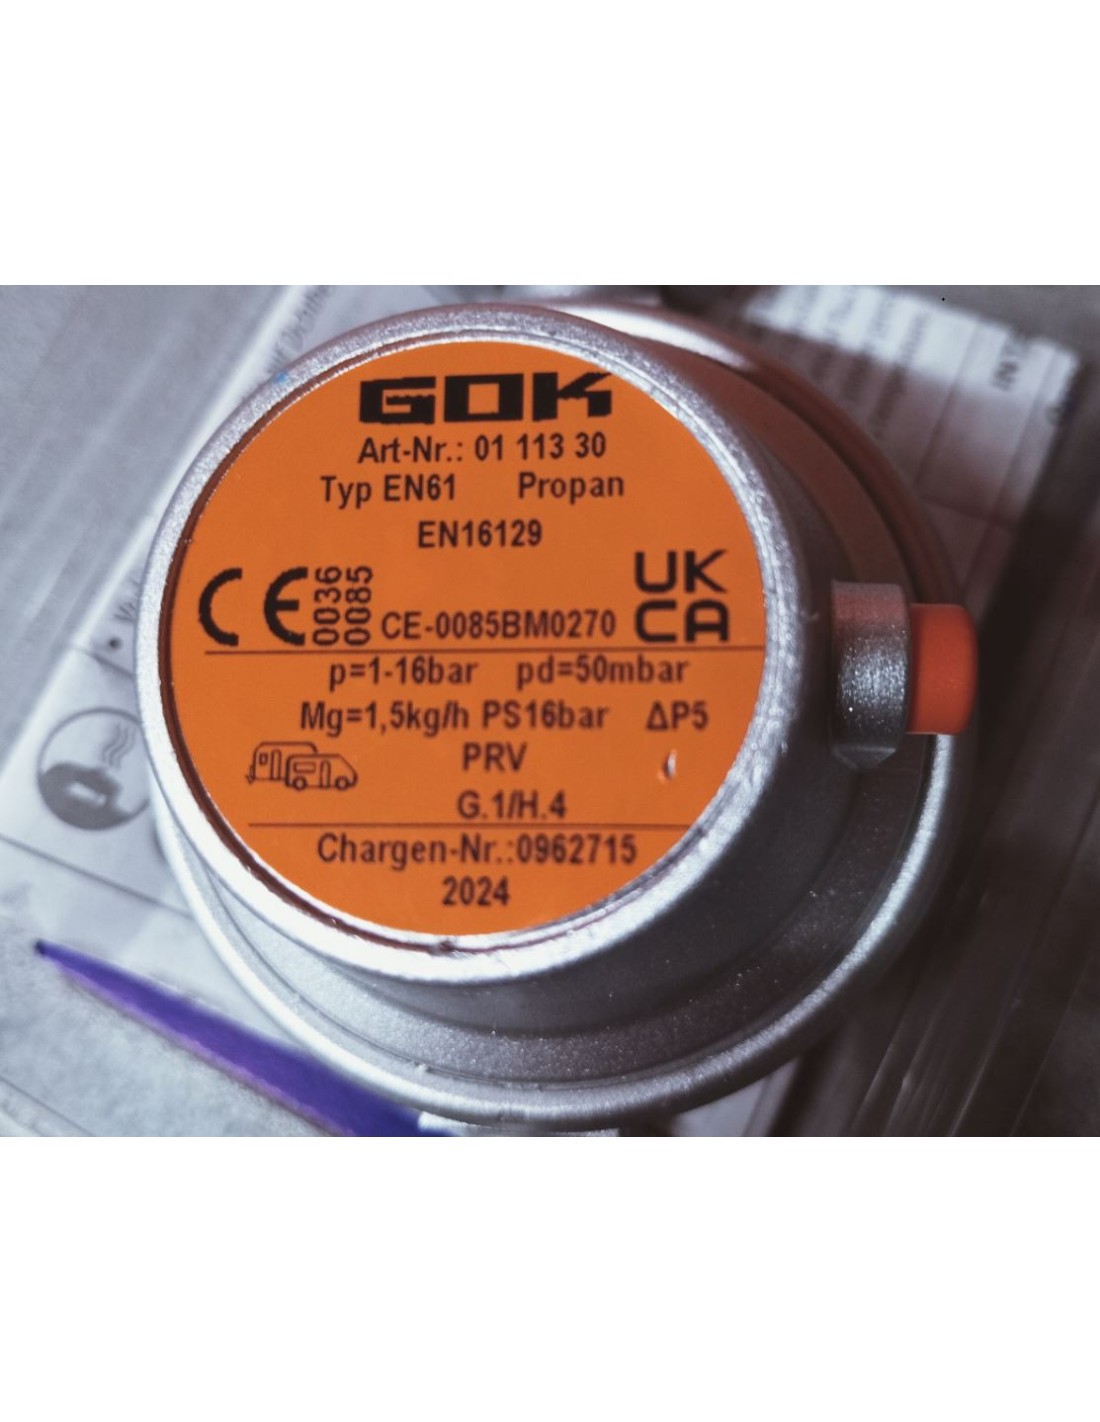 GOK
Art-Nr.: 01 113 30
Typ EN61 Propan
EN16129
CE 0036 0085 CE-0085BM0270 UK CA
p=1-16bar pd=50mbar
Mg=1,5kg/h PS16bar ΔP5
PRV
G.1/H.4
Chargen-Nr.:0962715
2024